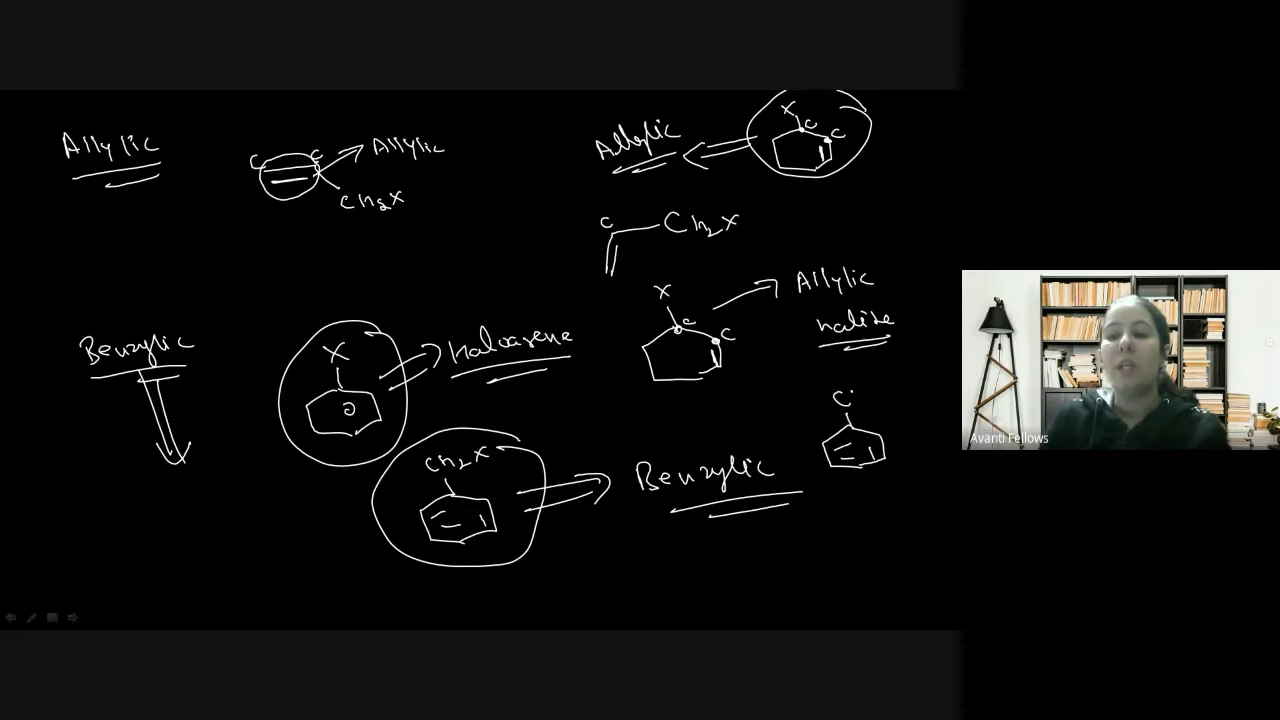 Allylic
C C Allylic
CH2X
Allylic
X
C
C
C CH2X
X
C
C
Allylic
halide
Benzylic
X
Haloarene
CH2X
Benzylic
C
Avanti Fellows